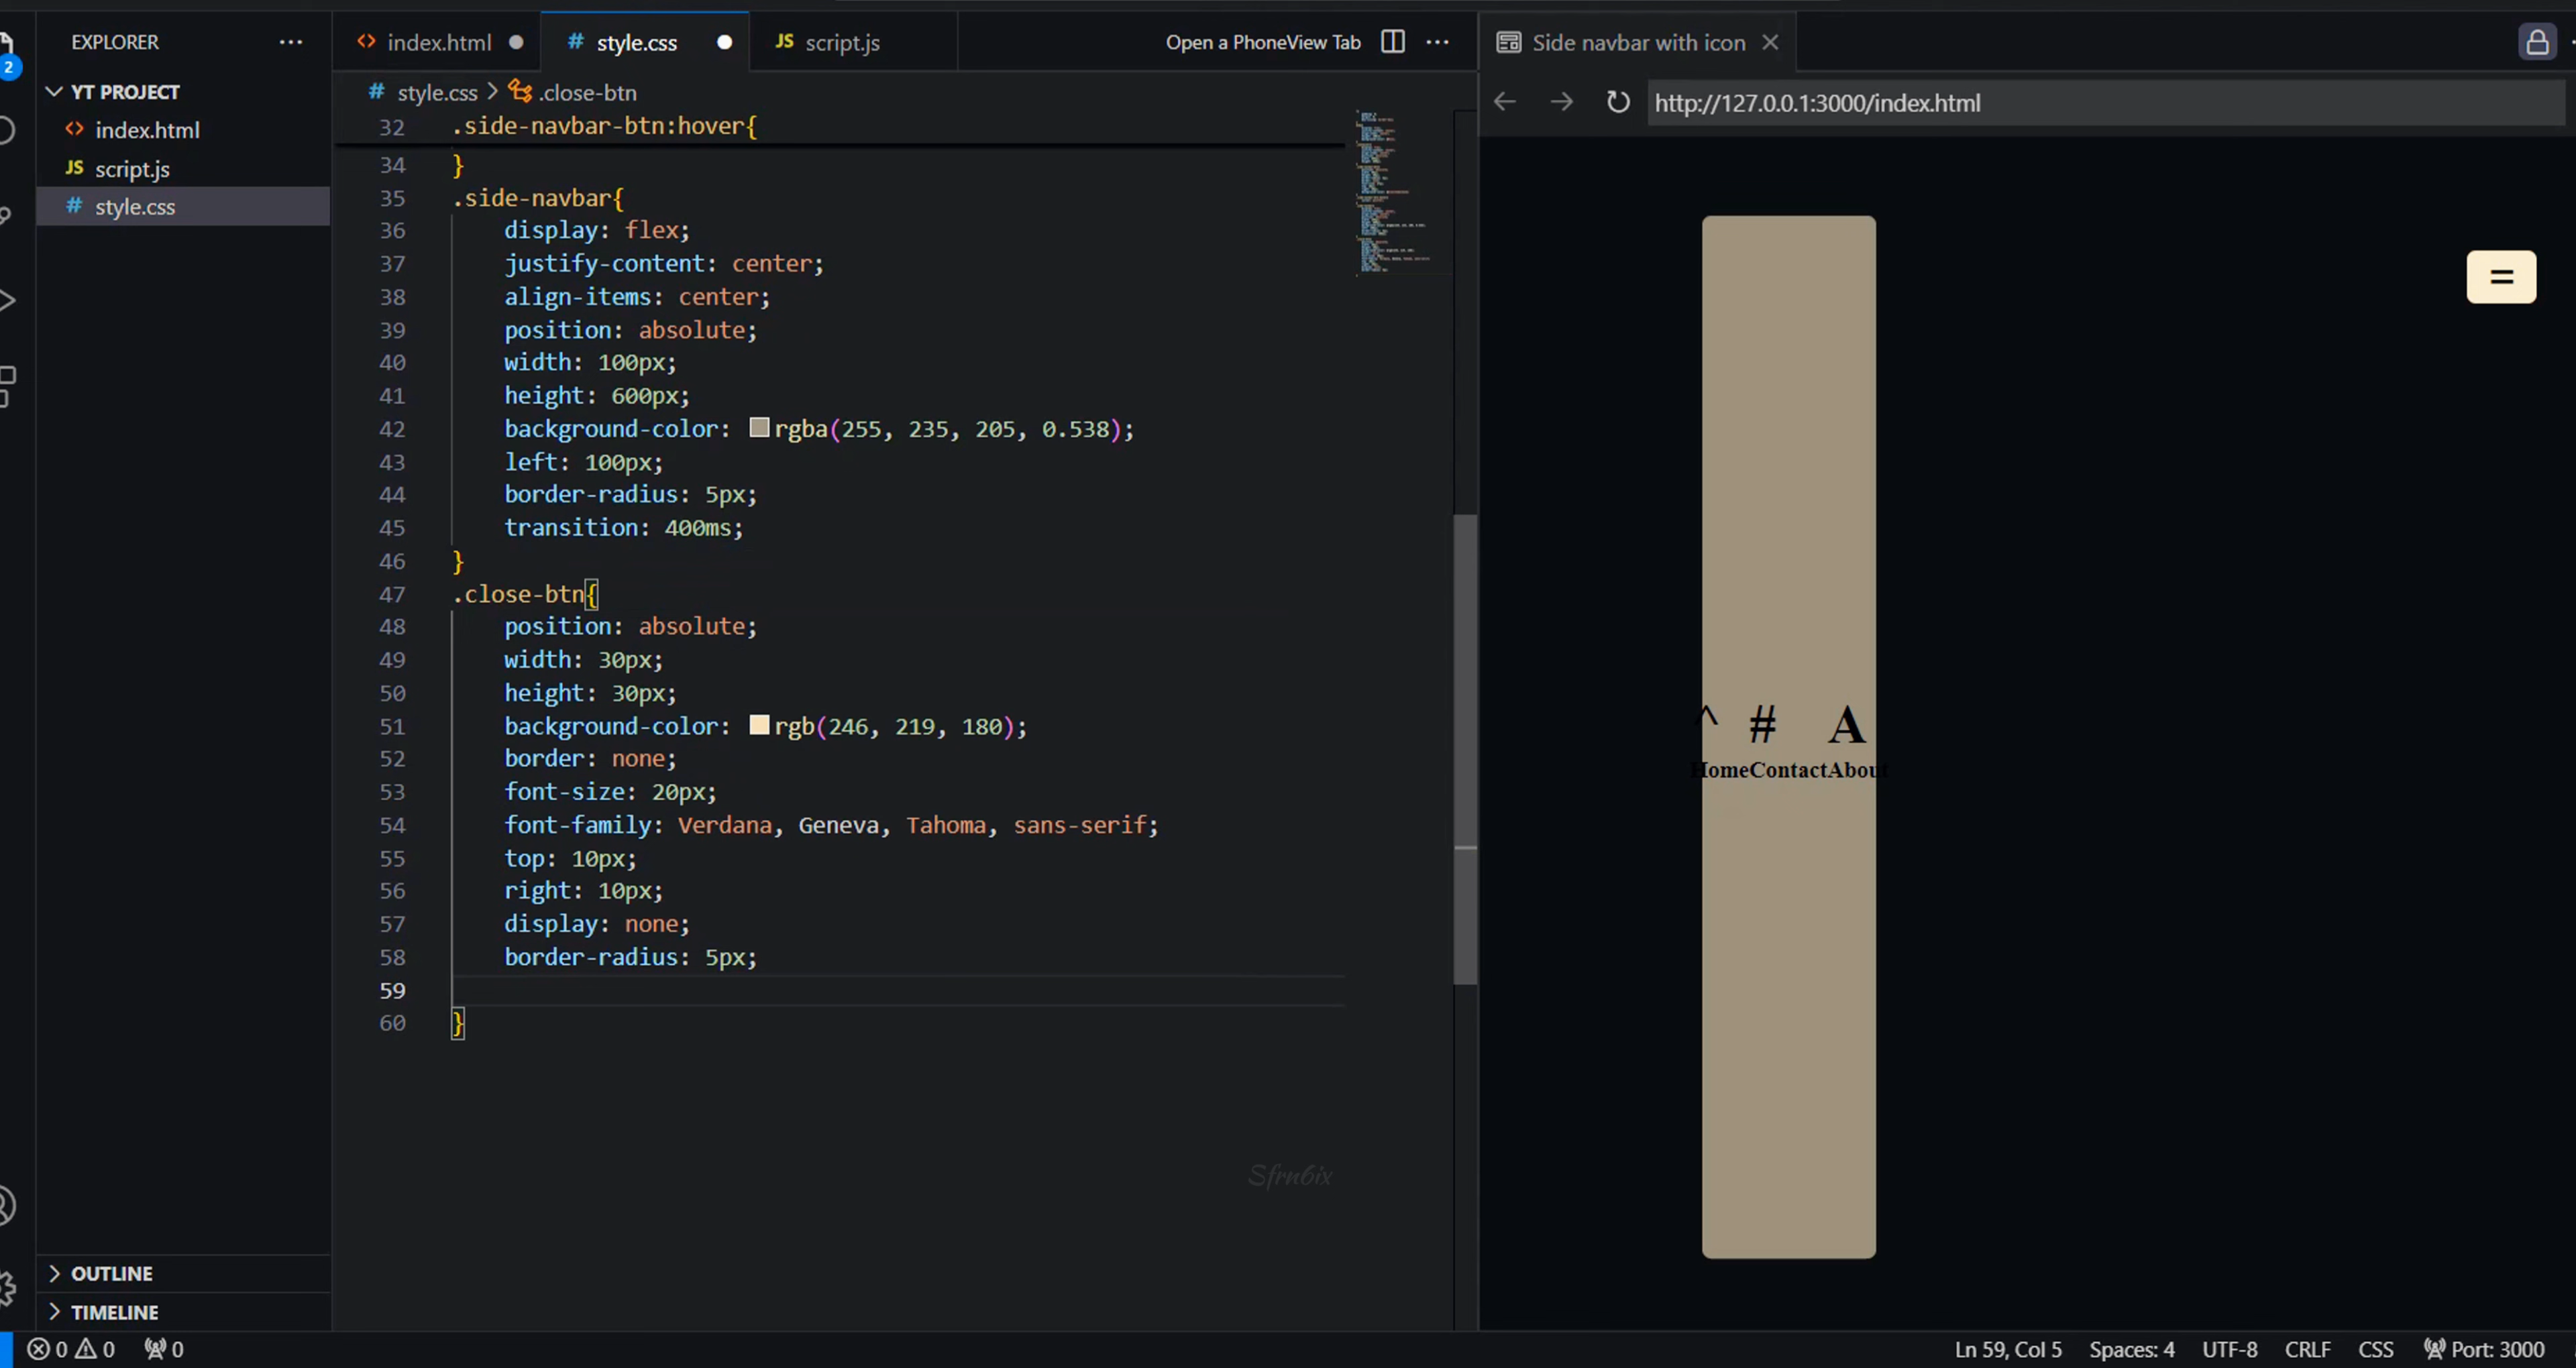 EXPLORER
YT PROJECT
index.html
JS script.js
# style.css
2
OUTLINE
TIMELINE
index.html
# style.css
JS script.js
Open a PhoneView Tab
# style.css > .close-btn
32 .side-navbar-btn:hover{
34 }
35 .side-navbar{
36 display: flex;
37 justify-content: center;
38 align-items: center;
39 position: absolute;
40 width: 100px;
41 height: 600px;
42 background-color: rgba(255, 235, 205, 0.538);
43 left: 100px;
44 border-radius: 5px;
45 transition: 400ms;
46 }
47 .close-btn{
48 position: absolute;
49 width: 30px;
50 height: 30px;
51 background-color: rgb(246, 219, 180);
52 border: none;
53 font-size: 20px;
54 font-family: Verdana, Geneva, Tahoma, sans-serif;
55 top: 10px;
56 right: 10px;
57 display: none;
58 border-radius: 5px;
59
60 }
Sfrn6ix
Side navbar with icon
http://127.0.0.1:3000/index.html
=
^ # A
HomeContactAbout
0 0 0
Ln 59, Col 5 Spaces: 4 UTF-8 CRLF CSS Port: 3000